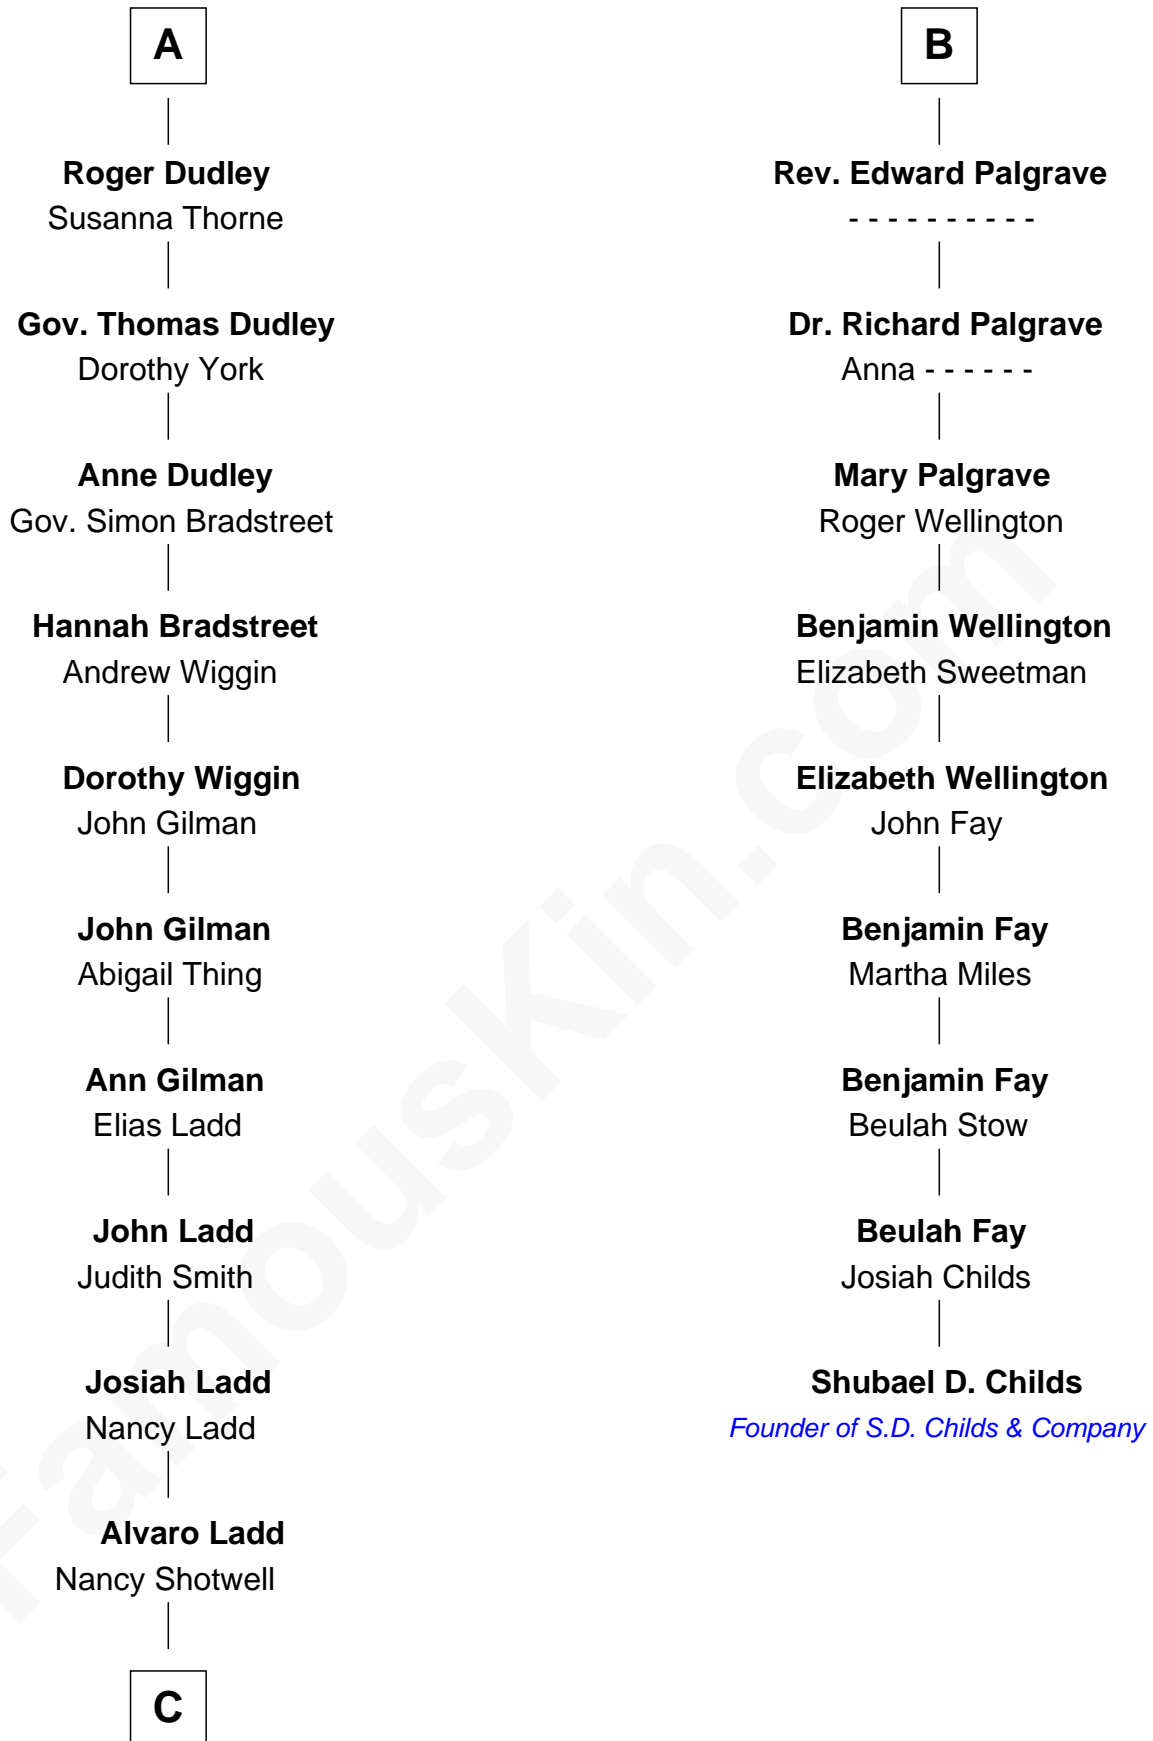 A
Roger Dudley
Susanna Thorne
Gov. Thomas Dudley
Dorothy York
Anne Dudley
Gov. Simon Bradstreet
Hannah Bradstreet
Andrew Wiggin
Dorothy Wiggin
John Gilman
John Gilman
Abigail Thing
Ann Gilman
Elias Ladd
John Ladd
Judith Smith
Josiah Ladd
Nancy Ladd
Alvaro Ladd
Nancy Shotwell
C
B
Rev. Edward Palgrave
- - - - - - - - - -
Dr. Richard Palgrave
Anna - - - - - -
Mary Palgrave
Roger Wellington
Benjamin Wellington
Elizabeth Sweetman
Elizabeth Wellington
John Fay
Benjamin Fay
Martha Miles
Benjamin Fay
Beulah Stow
Beulah Fay
Josiah Childs
Shubael D. Childs
Founder of S.D. Childs & Company
FamousKin.com